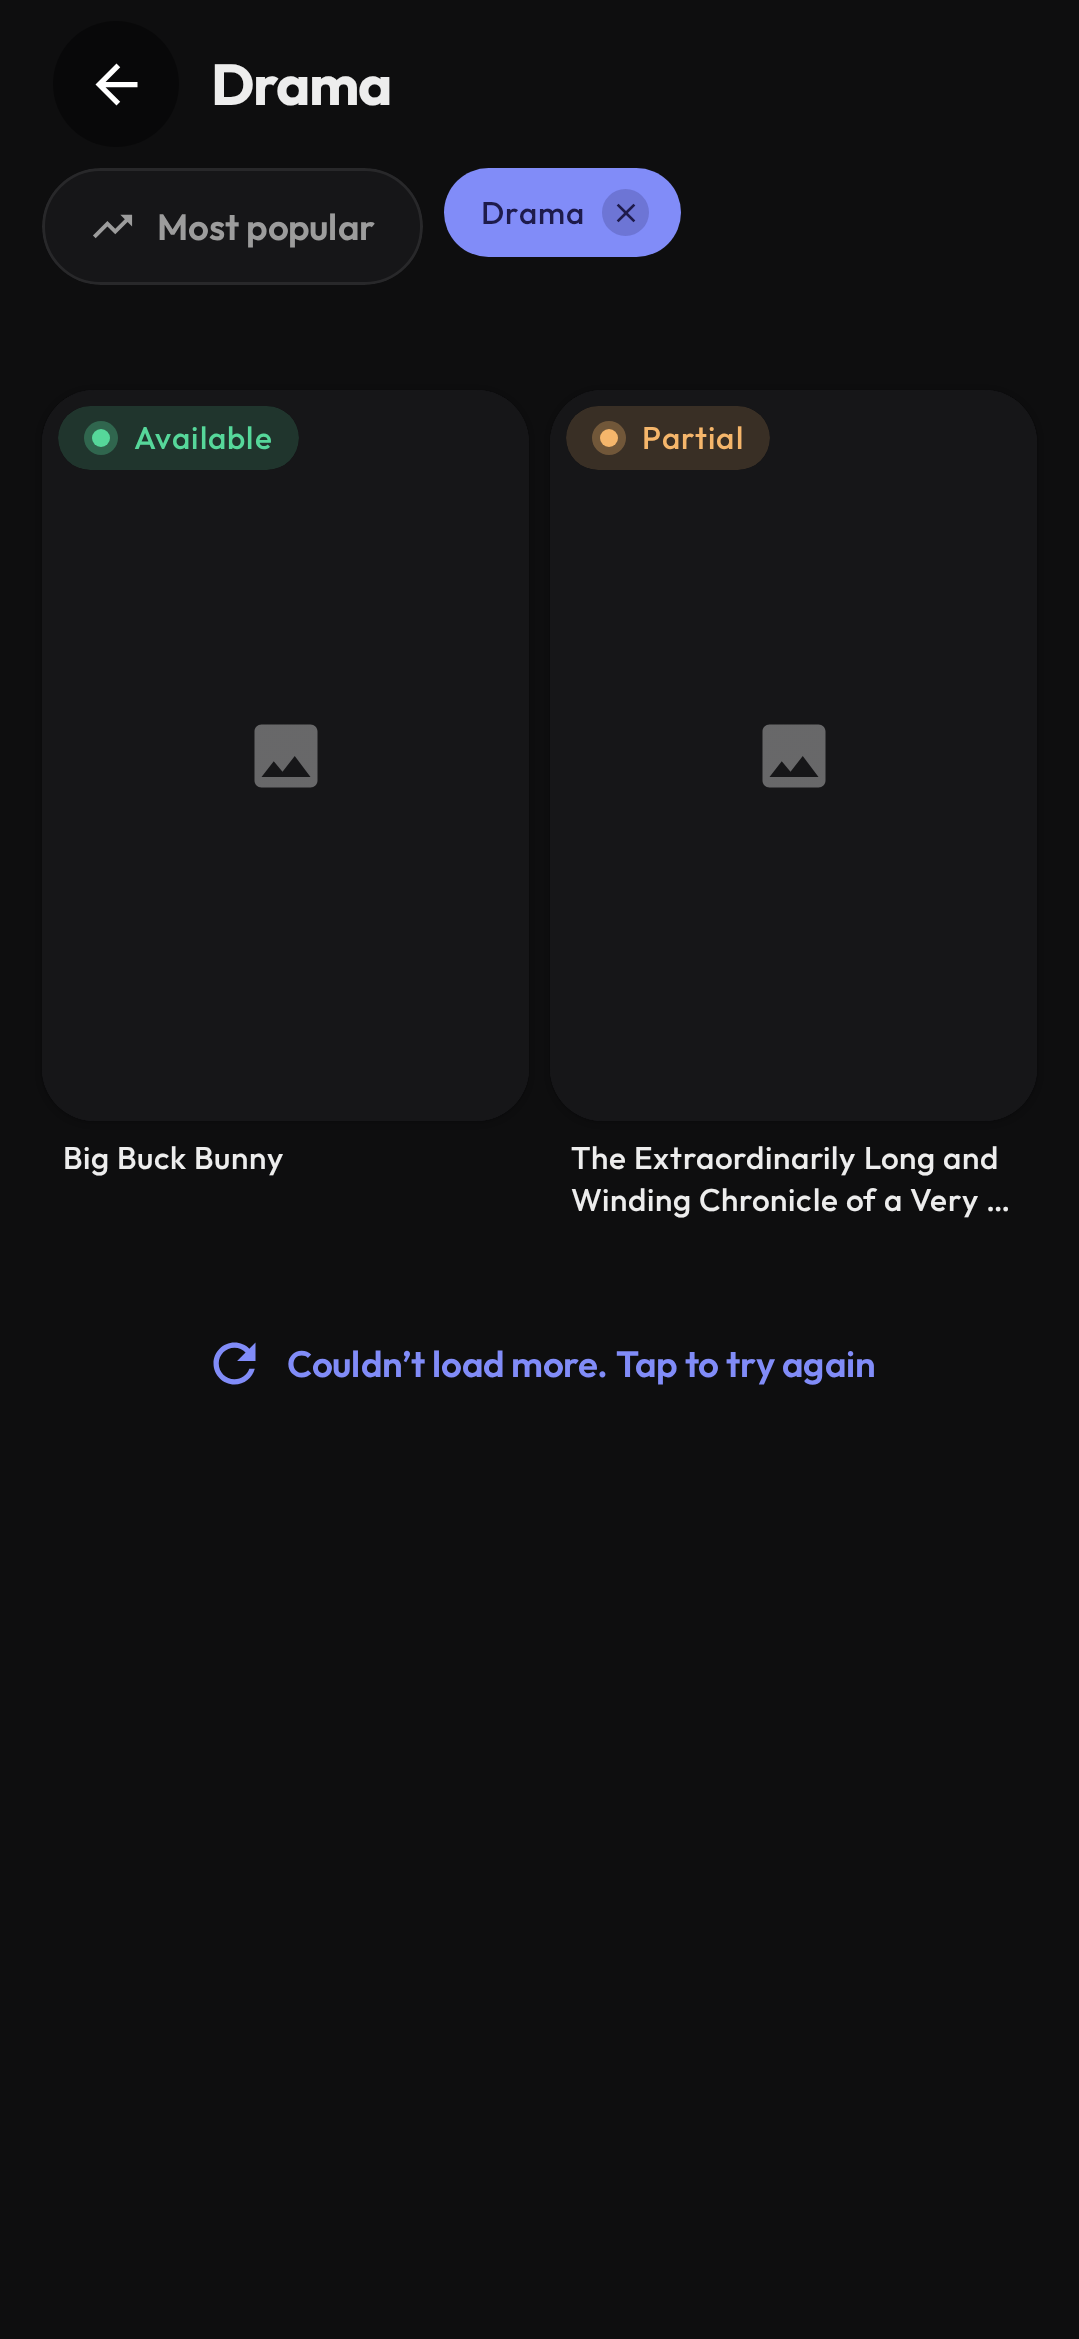 Drama
Most popular
Drama
Available
Partial
Big Buck Bunny
The Extraordinarily Long and
Winding Chronicle of a Very ...
Couldn’t load more. Tap to try again